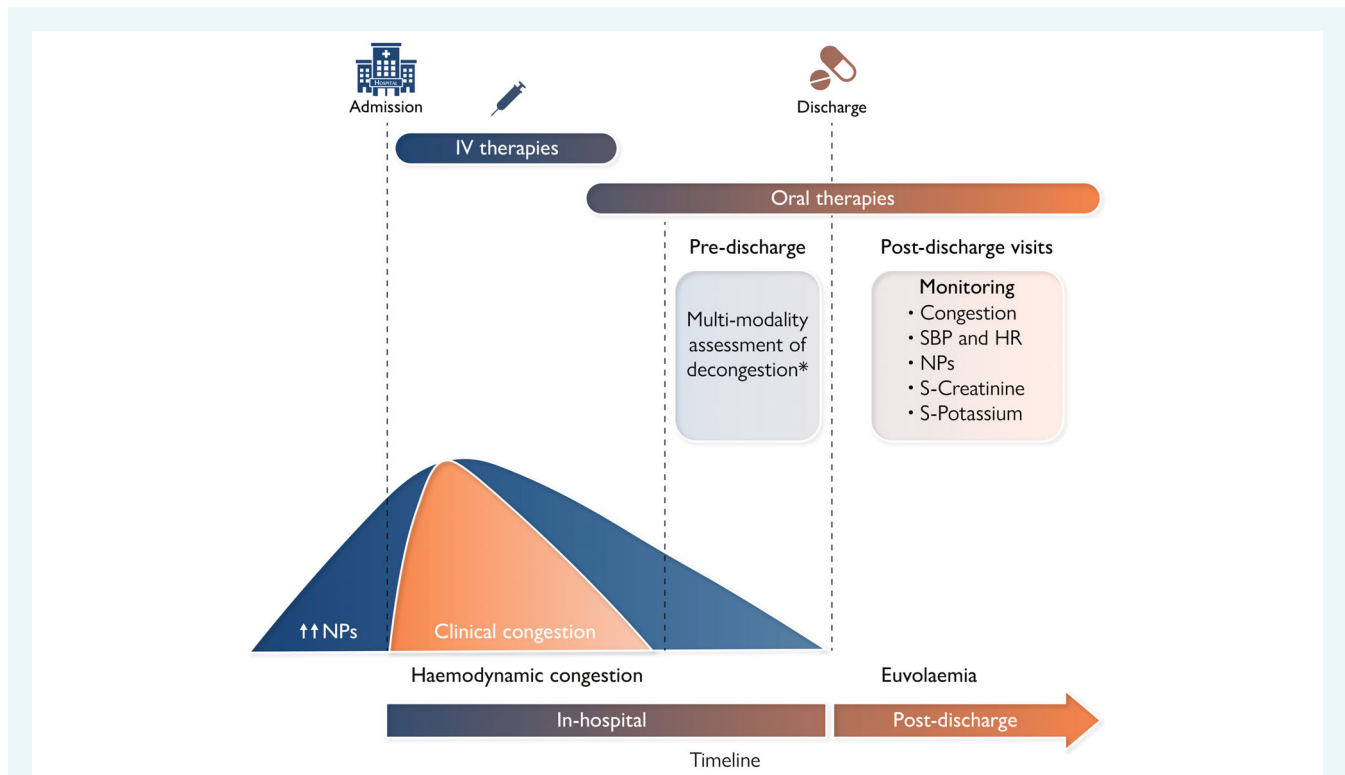 HOSPITAL
Admission
Discharge
IV therapies
Oral therapies
Pre-discharge
Multi-modality
assessment of
decongestion*
Post-discharge visits
Monitoring
• Congestion
• SBP and HR
• NPs
• S-Creatinine
• S-Potassium
↑↑ NPs
Clinical congestion
Haemodynamic congestion
Euvolaemia
In-hospital
Post-discharge
Timeline